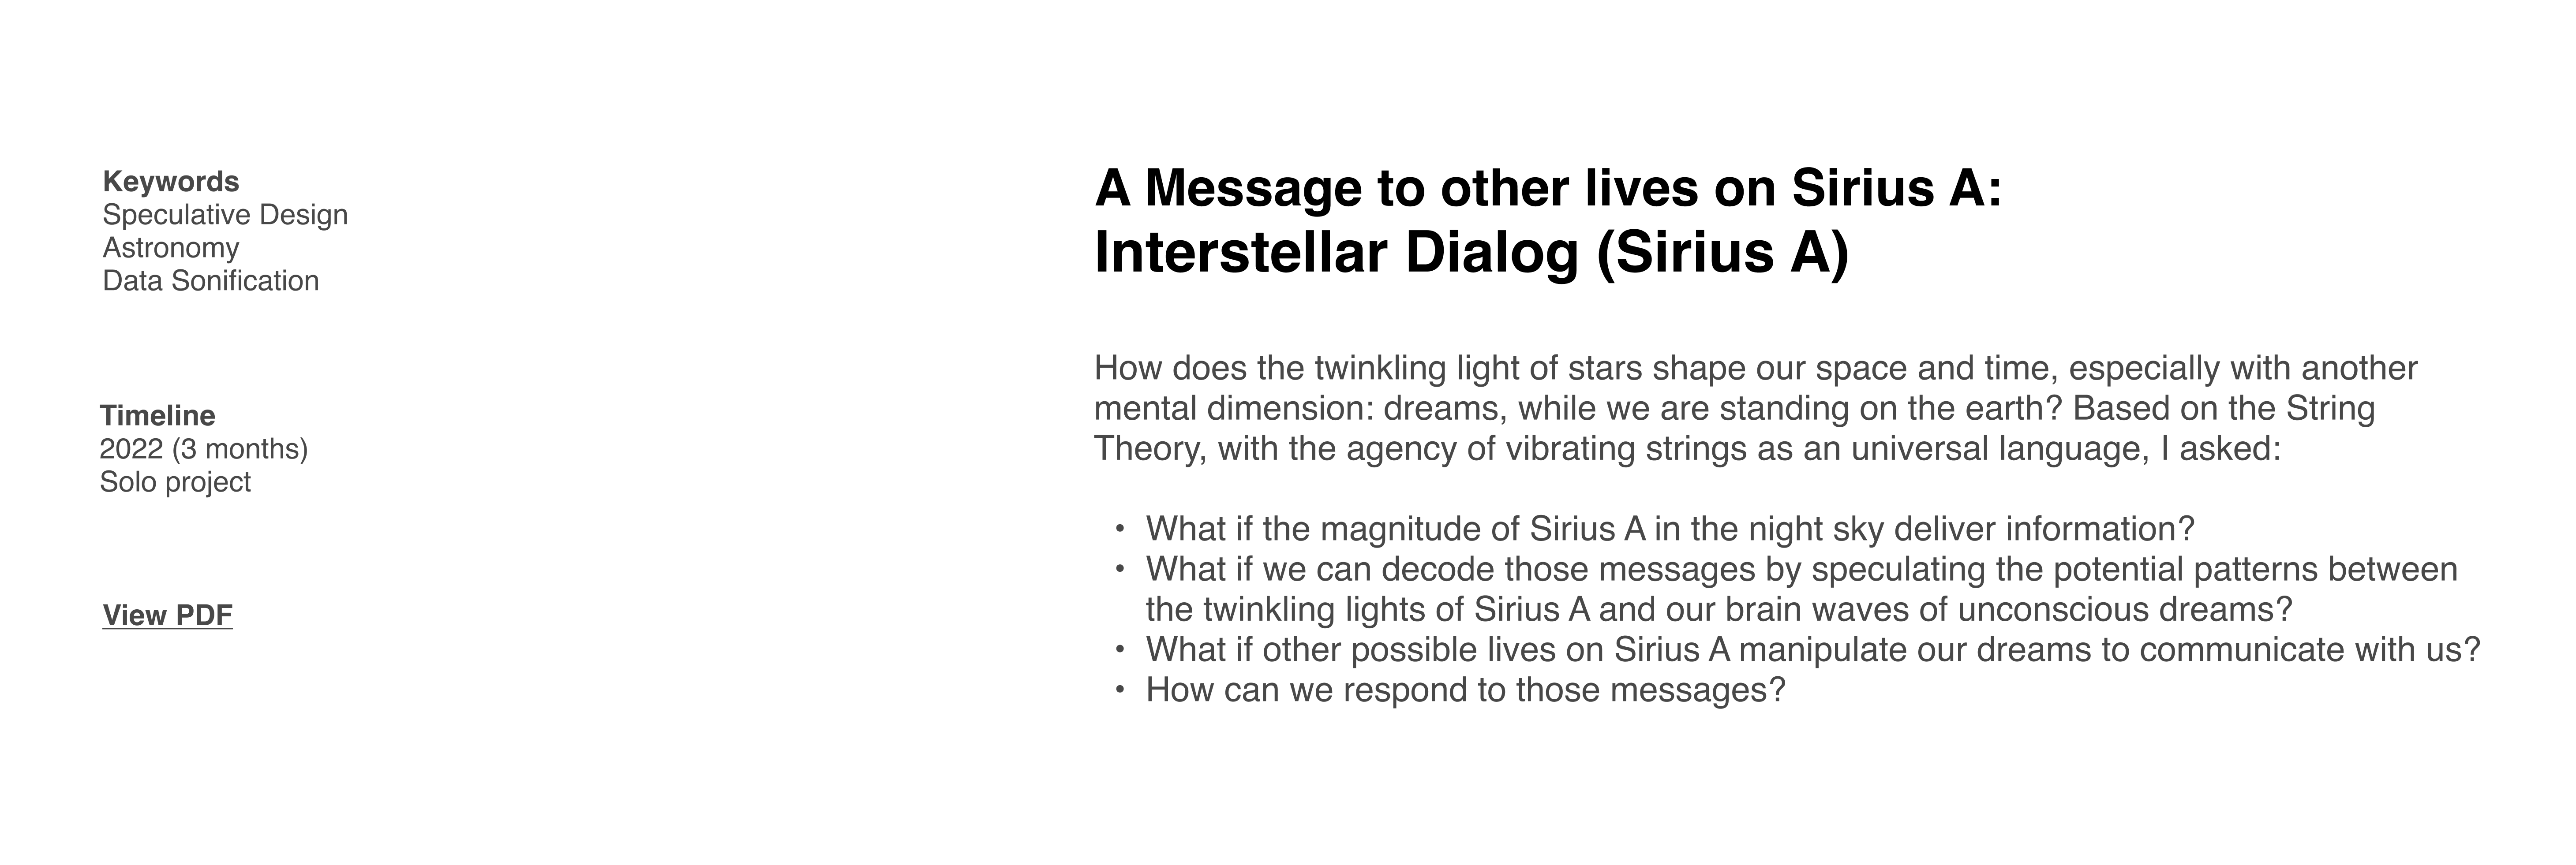 Keywords
Speculative Design
Astronomy
Data Sonification
Timeline
2022 (3 months)
Solo project
View PDF
A Message to other lives on Sirius A:
Interstellar Dialog (Sirius A)
How does the twinkling light of stars shape our space and time, especially with another
mental dimension: dreams, while we are standing on the earth? Based on the String
Theory, with the agency of vibrating strings as an universal language, I asked:
• What if the magnitude of Sirius A in the night sky deliver information?
• What if we can decode those messages by speculating the potential patterns between
the twinkling lights of Sirius A and our brain waves of unconscious dreams?
• What if other possible lives on Sirius A manipulate our dreams to communicate with us?
• How can we respond to those messages?